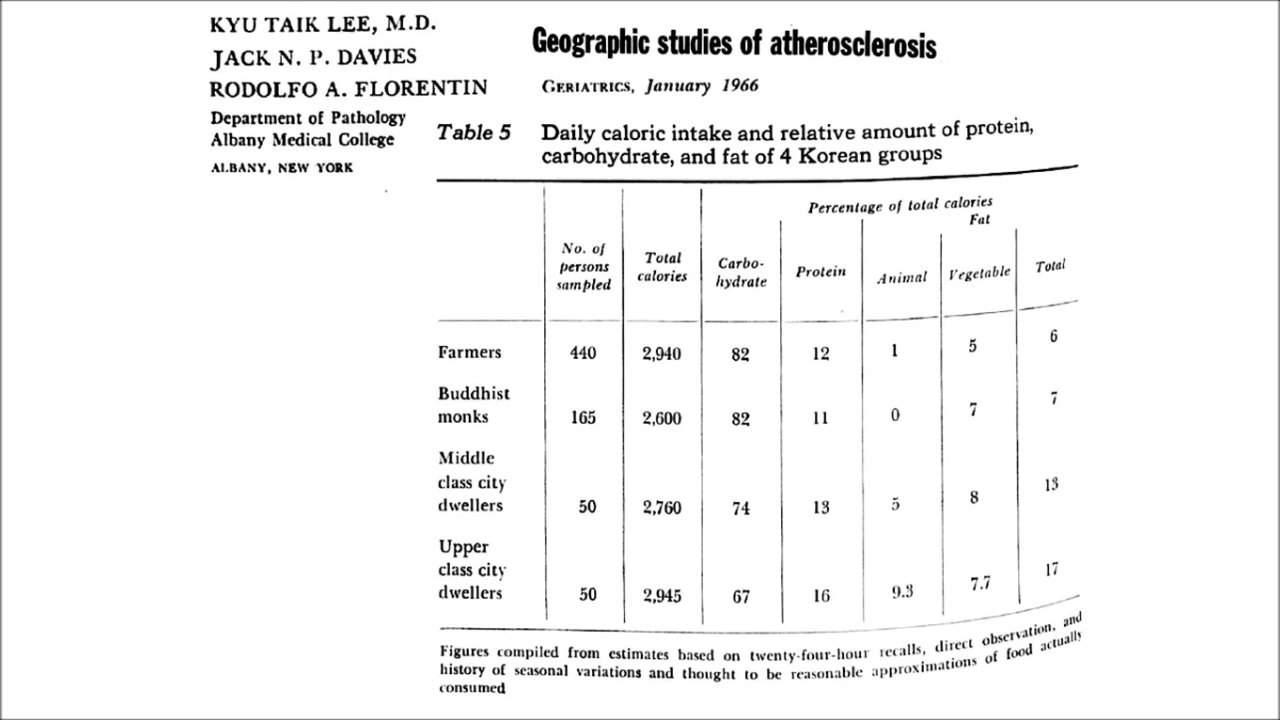 KYU TAIK LEE, M.D.
JACK N. P. DAVIES
RODOLFO A. FLORENTIN
Department of Pathology
Albany Medical College
ALBANY, NEW YORK
Geographic studies of atherosclerosis
GERIATRICS, January 1966
Table 5 Daily caloric intake and relative amount of protein,
carbohydrate, and fat of 4 Korean groups
Percentage of total calories
Fat
No. of
persons
sampled
Total
calories
Carbo-
hydrate
Protein
Animal
Vegetable
Total
Farmers 440 2,940 82 12 1 5 6
Buddhist
monks 165 2,600 82 11 0 7 7
Middle
class city
dwellers 50 2,760 74 13 5 8 13
Upper
class city
dwellers 50 2,945 67 16 9.3 7.7 17
Figures compiled from estimates based on twenty-four-hour recalls, direct observation, and
history of seasonal variations and thought to be reasonable approximations of food actually
consumed